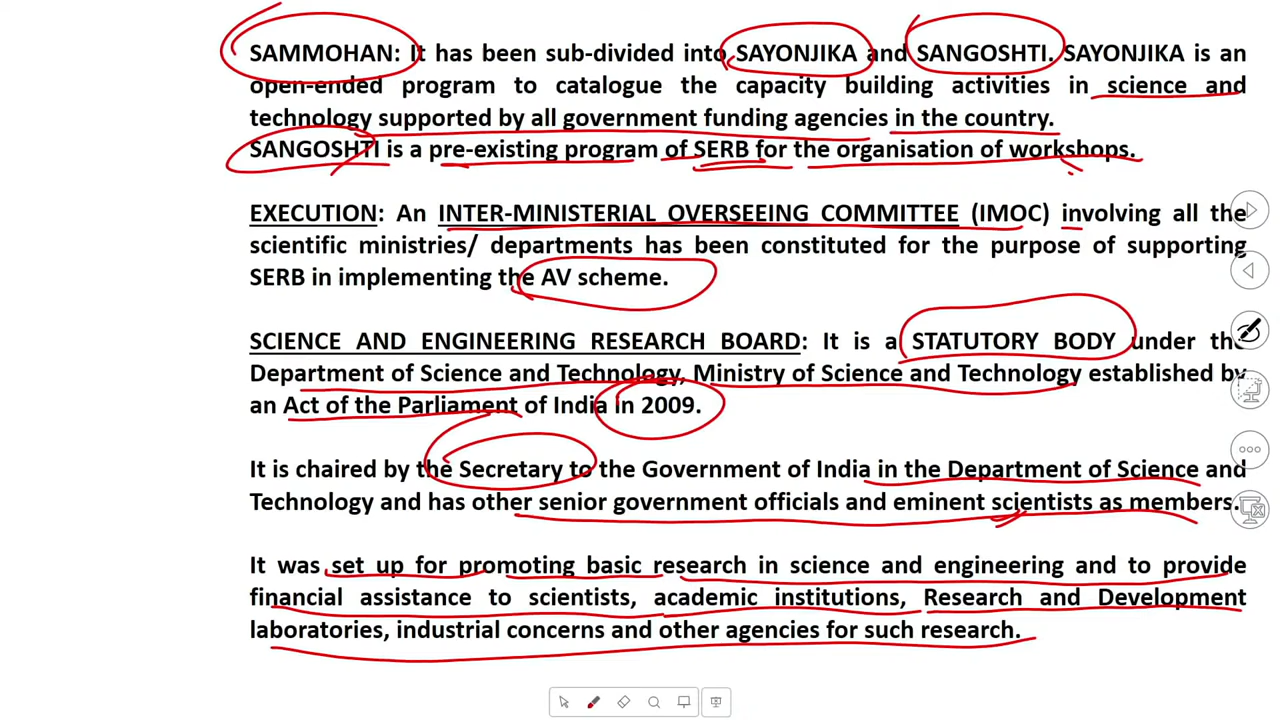 SAMMOHAN: It has been sub-divided into SAYONJIKA and SANGOSHTI. SAYONJIKA is an
open-ended program to catalogue the capacity building activities in science and
technology supported by all government funding agencies in the country.
SANGOSHTI is a pre-existing program of SERB for the organisation of workshops.
EXECUTION: An INTER-MINISTERIAL OVERSEEING COMMITTEE (IMOC) involving all the
scientific ministries/ departments has been constituted for the purpose of supporting
SERB in implementing the AV scheme.
SCIENCE AND ENGINEERING RESEARCH BOARD: It is a STATUTORY BODY under the
Department of Science and Technology, Ministry of Science and Technology established by
an Act of the Parliament of India in 2009.
It is chaired by the Secretary to the Government of India in the Department of Science and
Technology and has other senior government officials and eminent scientists as members.
It was set up for promoting basic research in science and engineering and to provide
financial assistance to scientists, academic institutions, Research and Development
laboratories, industrial concerns and other agencies for such research.